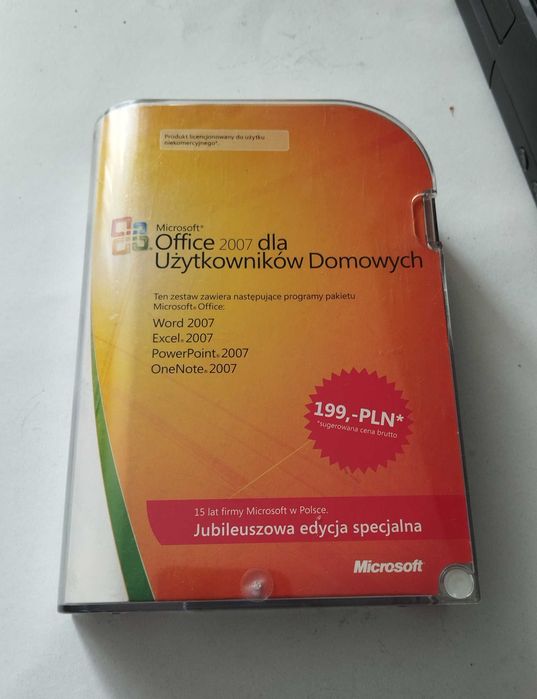 Produkt licencjonowany do użytku
niekomercyjnego*.
Microsoft®
Office 2007 dla
Użytkowników Domowych
Ten zestaw zawiera następujące programy pakietu
Microsoft® Office:
Word 2007
Excel® 2007
PowerPoint® 2007
OneNote® 2007
199,-PLN*
*sugerowana cena brutto
15 lat firmy Microsoft w Polsce.
Jubileuszowa edycja specjalna
Microsoft